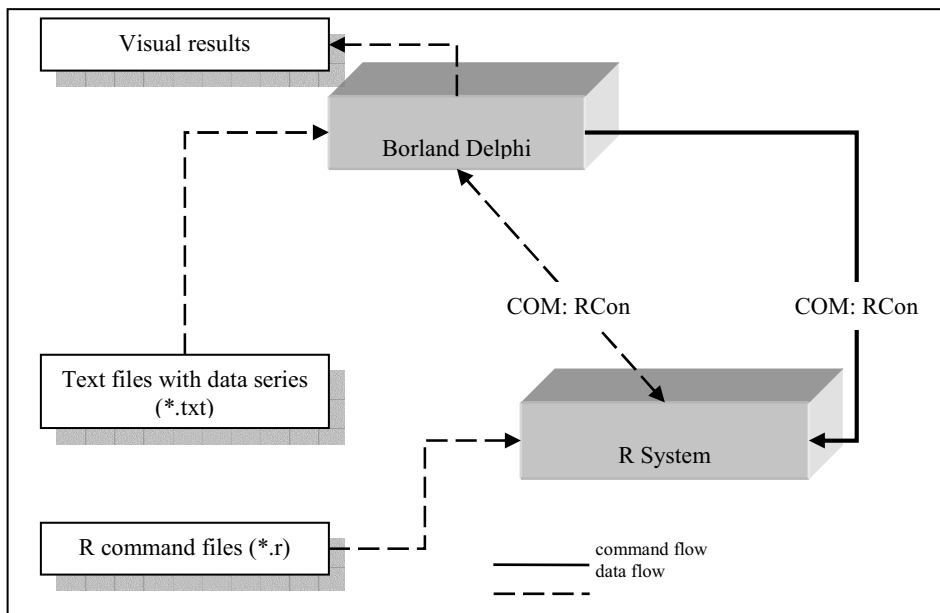 Visual results
Borland Delphi
COM: RCon
COM: RCon
Text files with data series
(*.txt)
R System
R command files (*.r)
command flow
data flow